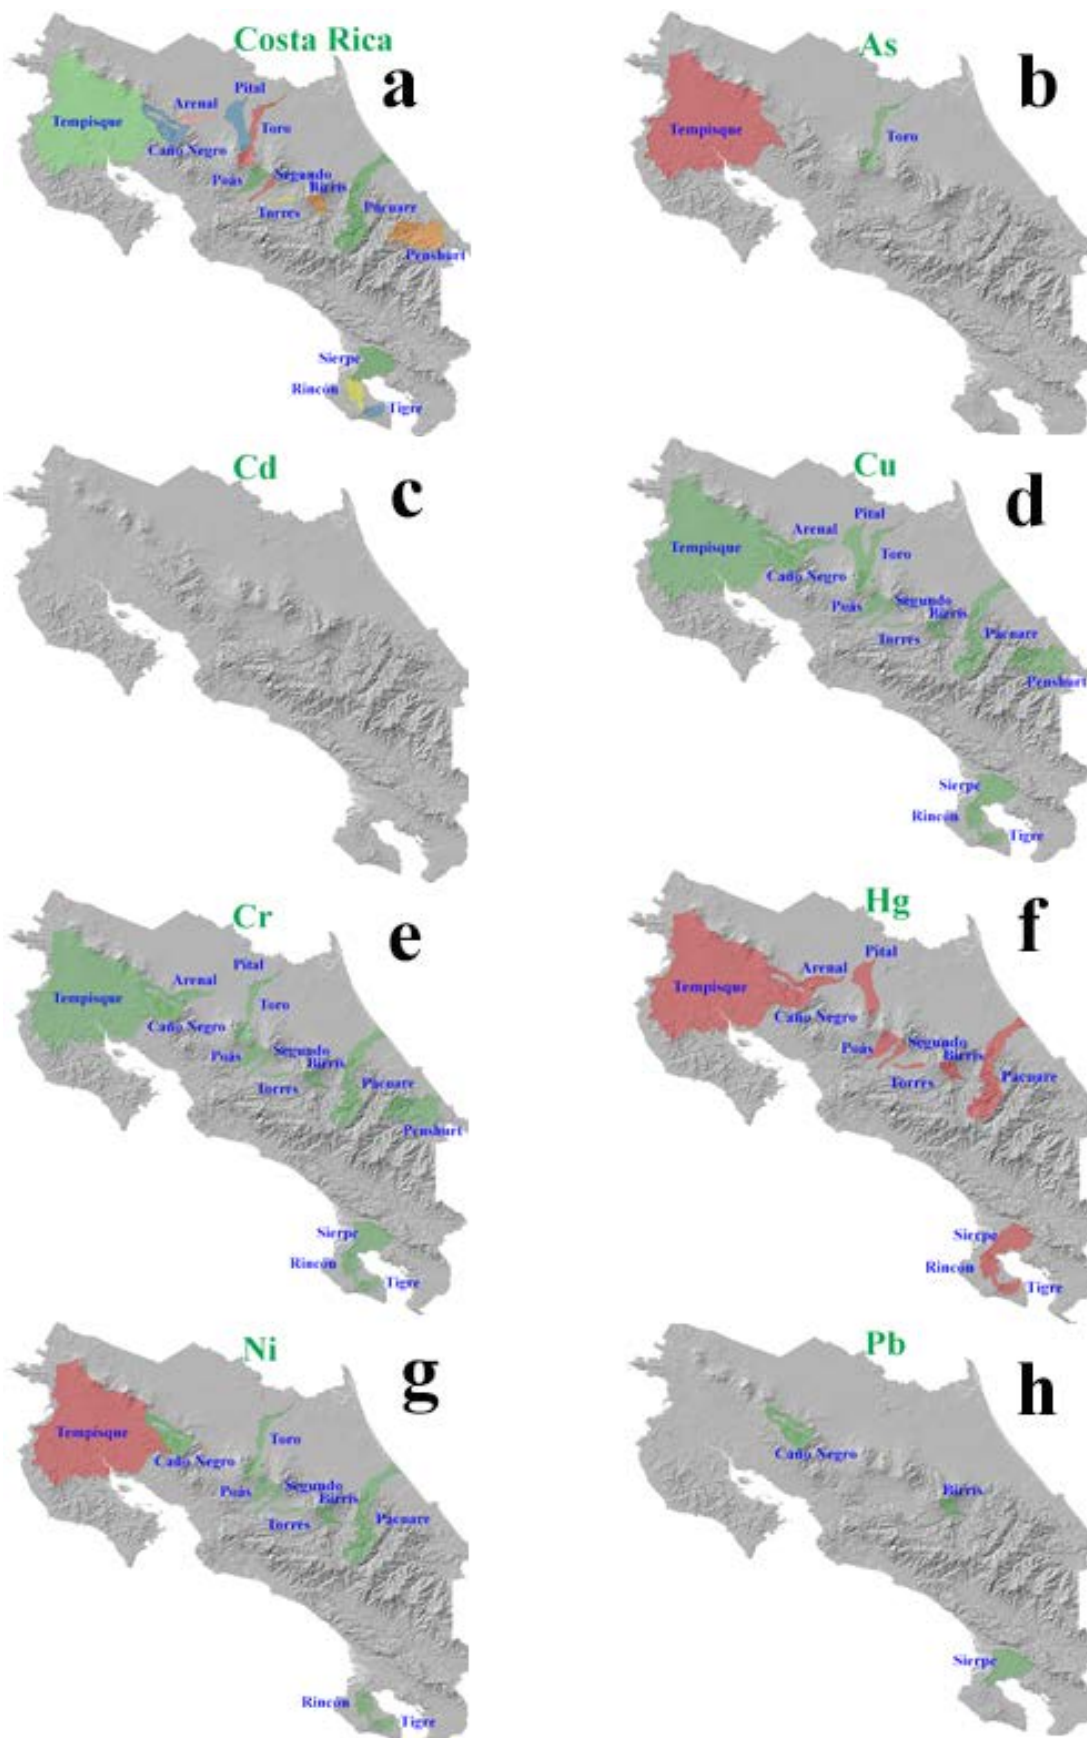 Costa Rica
a
Pital
Arenal
Tempisque
Toro
Caño Negro
Poás
Segundo
Birrís
Torres
Pacuare
Penshurt
Sierpe
Rincón
Tigre
As
b
Tempisque
Toro
Cd
c
Cu
d
Pital
Arenal
Tempisque
Toro
Caño Negro
Poás
Segundo
Birrís
Torres
Pacuare
Penshurt
Sierpe
Rincón
Tigre
Cr
e
Pital
Arenal
Tempisque
Toro
Caño Negro
Poás
Segundo
Birrís
Torres
Pacuare
Penshurt
Sierpe
Rincón
Tigre
Hg
f
Pital
Arenal
Tempisque
Caño Negro
Poás
Segundo
Birrís
Torres
Pacuare
Sierpe
Rincón
Tigre
Ni
g
Tempisque
Toro
Caño Negro
Poás
Segundo
Birrís
Torres
Pacuare
Rincón
Tigre
Pb
h
Caño Negro
Birrís
Sierpe